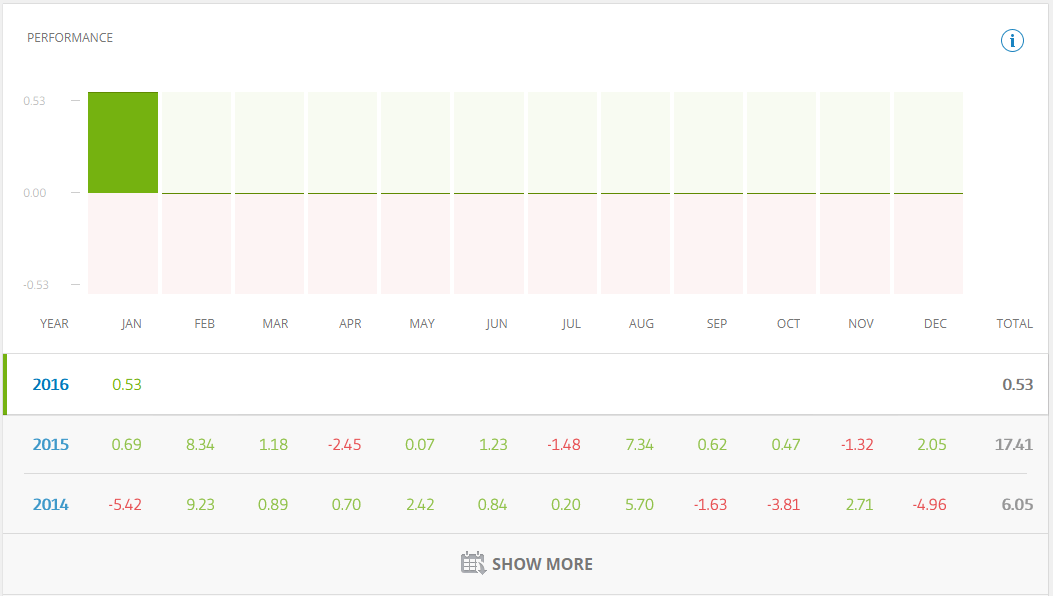 PERFORMANCE
i
0.53
0.00
-0.53
YEAR JAN FEB MAR APR MAY JUN JUL AUG SEP OCT NOV DEC TOTAL
2016 0.53 0.53
2015 0.69 8.34 1.18 -2.45 0.07 1.23 -1.48 7.34 0.62 0.47 -1.32 2.05 17.41
2014 -5.42 9.23 0.89 0.70 2.42 0.84 0.20 5.70 -1.63 -3.81 2.71 -4.96 6.05
SHOW MORE